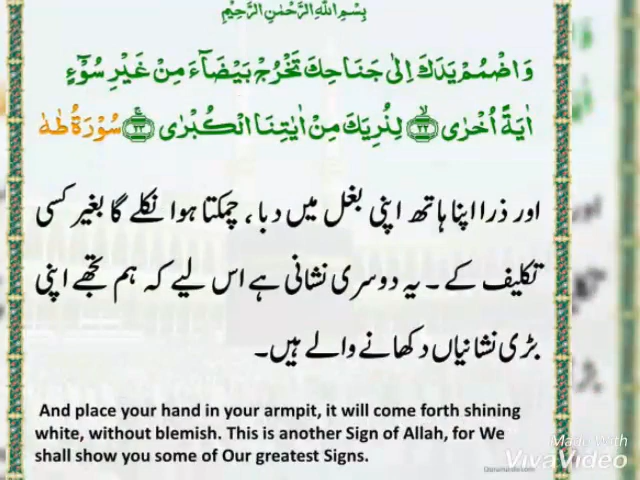 بِسْمِ اللّٰهِ الرَّحْمٰنِ الرَّحِيْمِ
وَاضْمُمْ يَدَكَ اِلٰى جَنَاحِكَ تَخْرُجْ بَيْضَآءَ مِنْ غَيْرِ سُوْٓءٍ
اٰيَةً اُخْرٰى ۙ﴿٢٢﴾ لِنُرِيَكَ مِنْ اٰيٰتِنَا الْكُبْرٰى ۚ﴿٢٣﴾ سُوْرَةُ طٰهٰ
اور ذرا اپنا ہاتھ اپنی بغل میں دبا، چمکتا ہوا نکلے گا بغیر کسی
تکلیف کے۔ یہ دوسری نشانی ہے اس لیے کہ ہم تجھے اپنی
بڑی نشانیاں دکھانے والے ہیں۔
And place your hand in your armpit, it will come forth shining
white, without blemish. This is another Sign of Allah, for We
shall show you some of Our greatest Signs.
Made With
VivaVideo